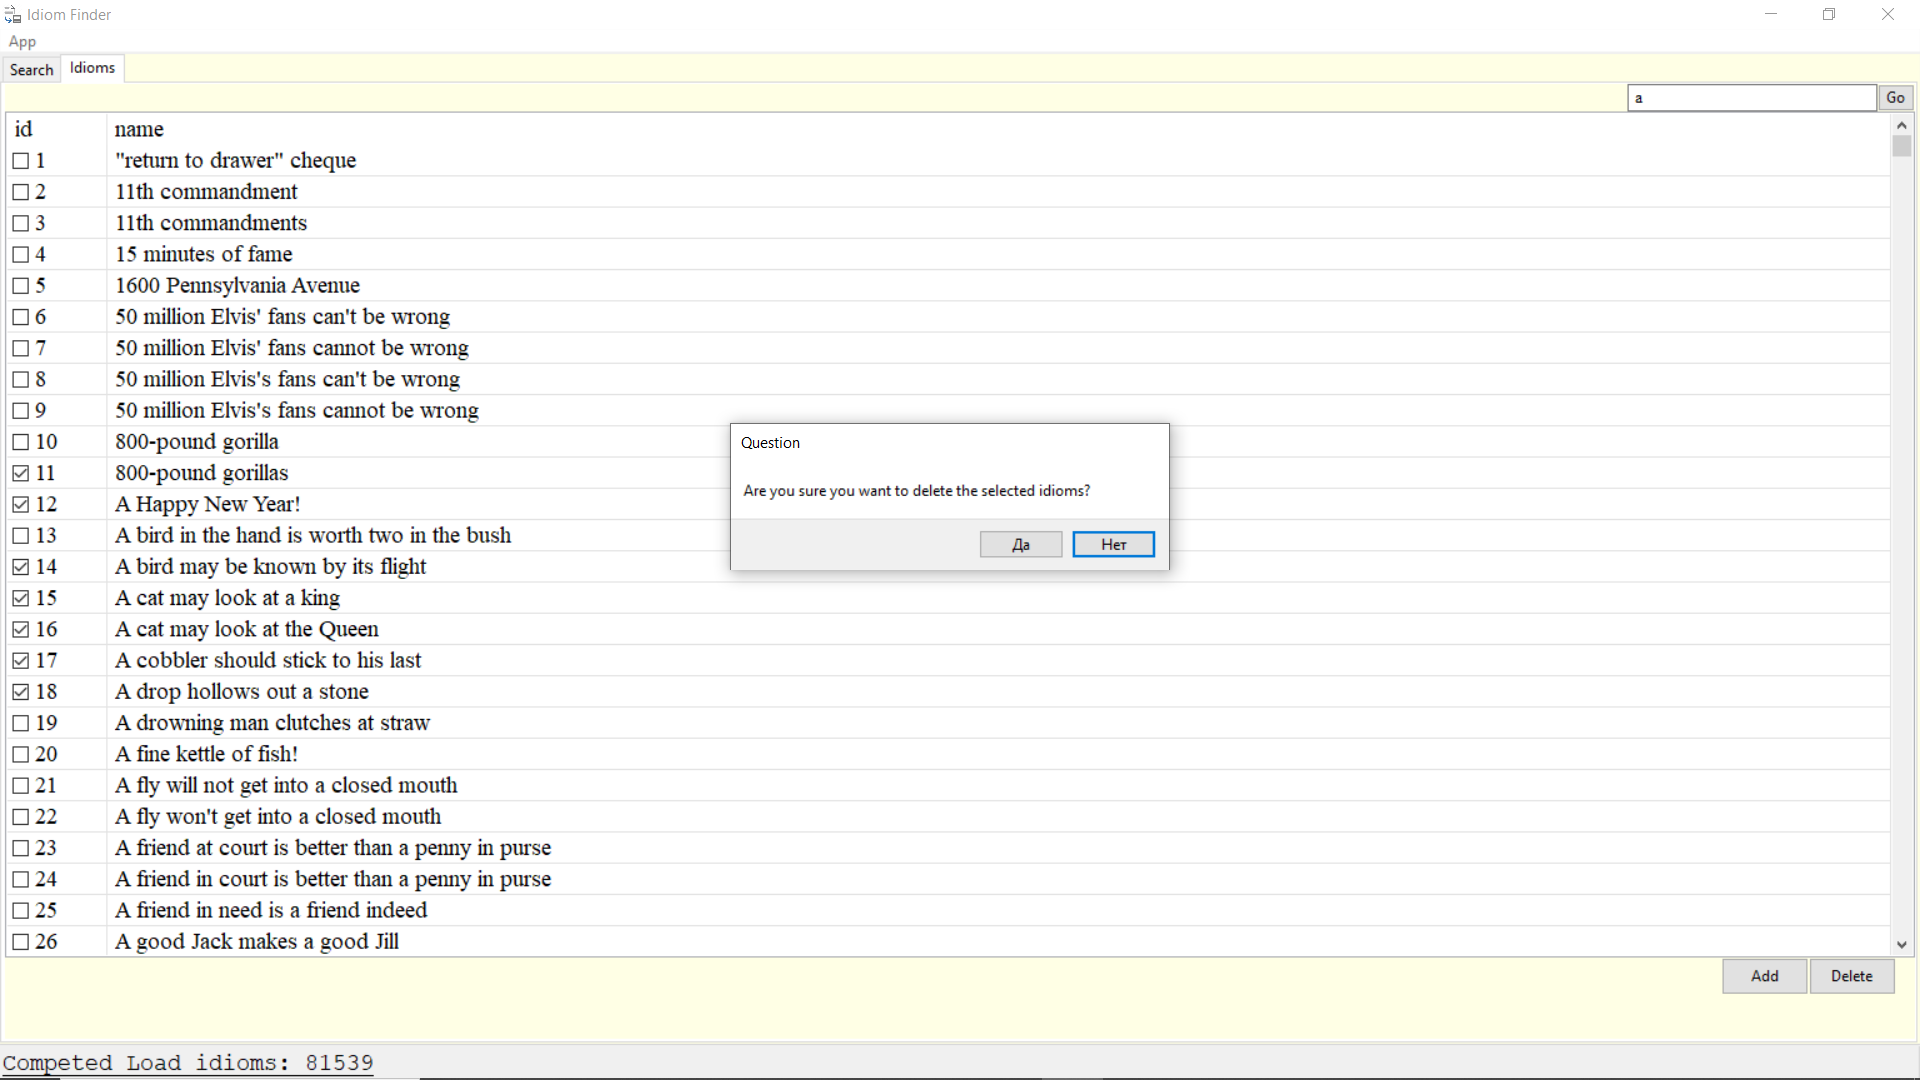 Idiom Finder
App
Search Idioms
a Go
id name
1 "return to drawer" cheque
2 11th commandment
3 11th commandments
4 15 minutes of fame
5 1600 Pennsylvania Avenue
6 50 million Elvis' fans can't be wrong
7 50 million Elvis' fans cannot be wrong
8 50 million Elvis's fans can't be wrong
9 50 million Elvis's fans cannot be wrong
10 800-pound gorilla
11 800-pound gorillas
12 A Happy New Year!
13 A bird in the hand is worth two in the bush
14 A bird may be known by its flight
15 A cat may look at a king
16 A cat may look at the Queen
17 A cobbler should stick to his last
18 A drop hollows out a stone
19 A drowning man clutches at straw
20 A fine kettle of fish!
21 A fly will not get into a closed mouth
22 A fly won't get into a closed mouth
23 A friend at court is better than a penny in purse
24 A friend in court is better than a penny in purse
25 A friend in need is a friend indeed
26 A good Jack makes a good Jill
Question
Are you sure you want to delete the selected idioms?
Да Нет
Add Delete
Competed Load idioms: 81539